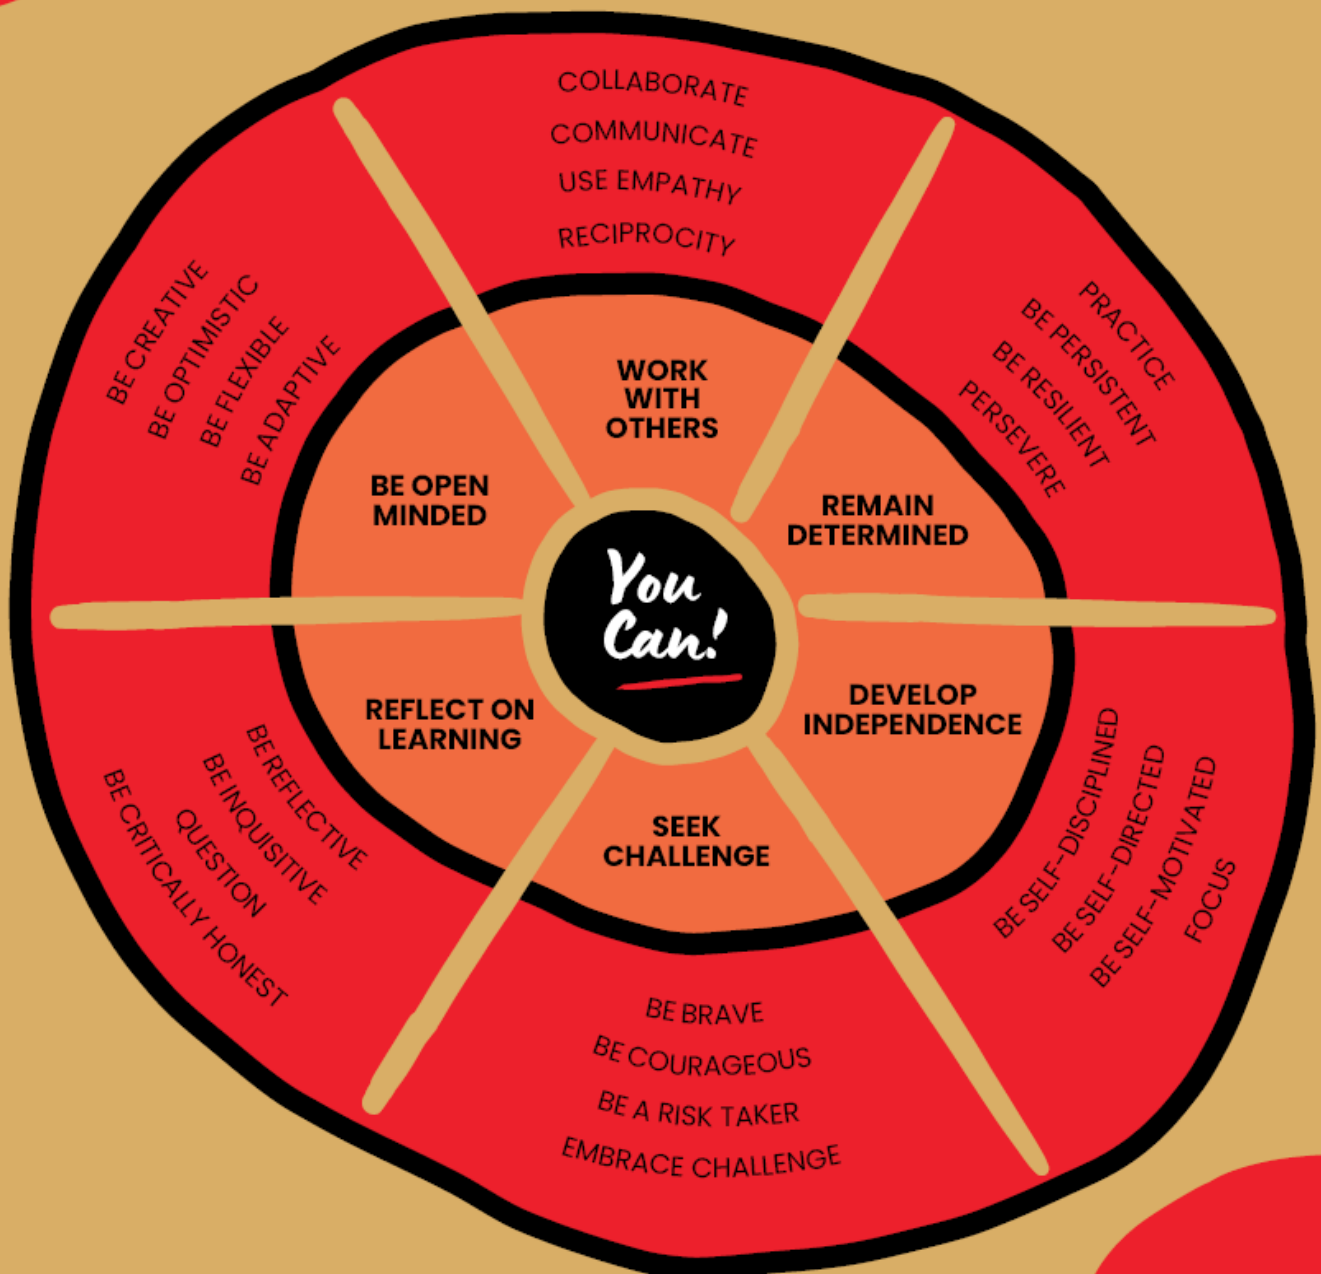 You
Can!
WORK
WITH
OTHERS
COLLABORATE
COMMUNICATE
USE EMPATHY
RECIPROCITY
REMAIN
DETERMINED
PRACTICE
BE PERSISTENT
BE RESILIENT
PERSEVERE
DEVELOP
INDEPENDENCE
BE SELF-DISCIPLINED
BE SELF-DIRECTED
BE SELF-MOTIVATED
FOCUS
SEEK
CHALLENGE
BE BRAVE
BE COURAGEOUS
BE A RISK TAKER
EMBRACE CHALLENGE
REFLECT ON
LEARNING
BE REFLECTIVE
BE INQUISITIVE
QUESTION
BE CRITICALLY HONEST
BE OPEN
MINDED
BE CREATIVE
BE OPTIMISTIC
BE FLEXIBLE
BE ADAPTIVE